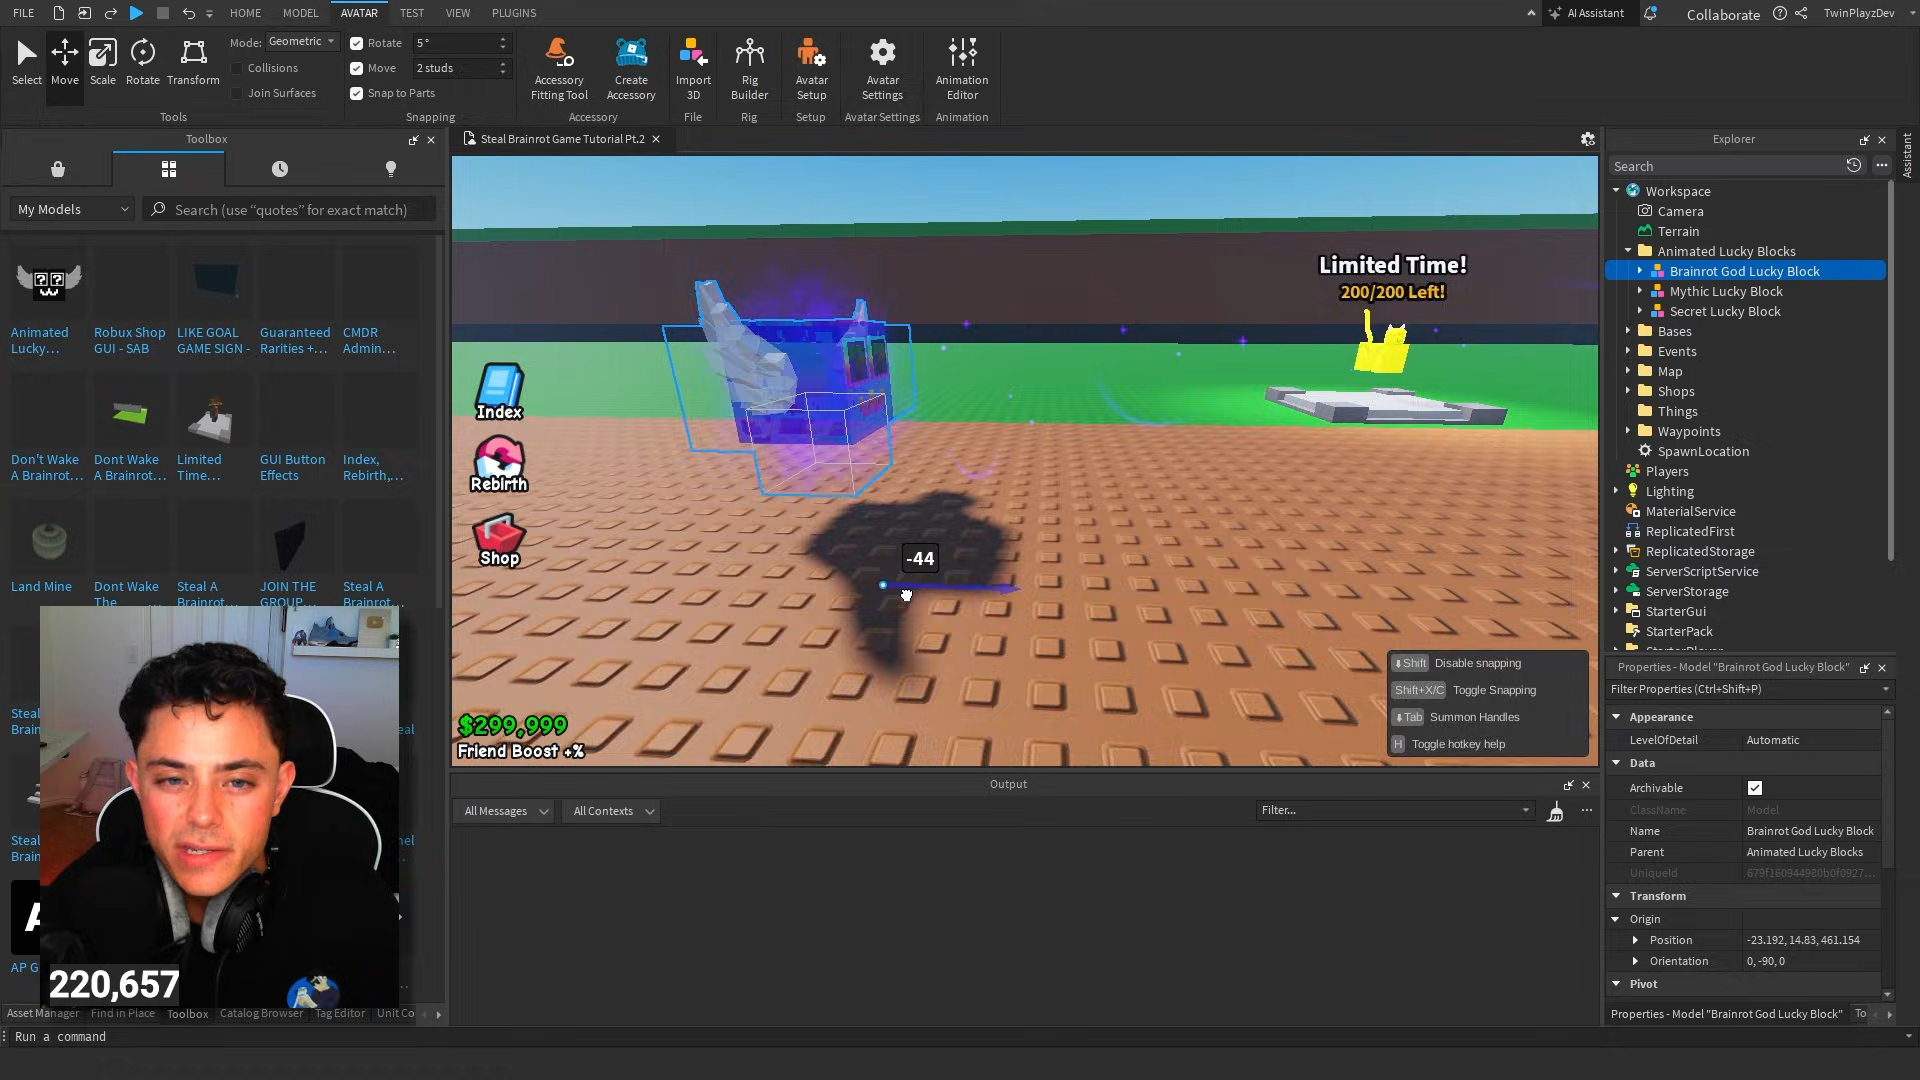 FILE
HOME
MODEL
AVATAR
TEST
VIEW
PLUGINS
AI Assistant
Collaborate
TwinPlayzDev
Select
Move
Scale
Rotate
Transform
Mode:
Geometric
Collisions
Join Surfaces
Tools
Rotate
5 °
Move
2 studs
Snap to Parts
Snapping
Accessory
Fitting Tool
Create
Accessory
Accessory
Import
3D
File
Rig
Builder
Rig
Avatar
Setup
Setup
Avatar
Settings
Avatar Settings
Animation
Editor
Animation
Toolbox
My Models
Search (use “quotes” for exact match)
Animated
Lucky...
Robux Shop
GUI - SAB
LIKE GOAL
GAME SIGN -
Guaranteed
Rarities +...
CMDR
Admin...
Don't Wake
A Brainrot...
Dont Wake
A Brainrot...
Limited
Time...
GUI Button
Effects
Index,
Rebirth,...
Land Mine
Dont Wake
The
Steal A
Brainrot
JOIN THE
GROUP
Steal A
Brainrot
Steal
Brain
Steal
Brain
AP G
220,657
Asset Manager
Find in Place
Toolbox
Catalog Browser
Tag Editor
Unit Co
Run a command
Steal Brainrot Game Tutorial Pt.2
Limited Time!
200/200 Left!
Index
Rebirth
Shop
-44
$299,999
Friend Boost +%
Shift Disable snapping
Shift+X/C Toggle Snapping
Tab Summon Handles
H Toggle hotkey help
Output
All Messages
All Contexts
Filter...
Explorer
Assistant
Search
Workspace
Camera
Terrain
Animated Lucky Blocks
Brainrot God Lucky Block
Mythic Lucky Block
Secret Lucky Block
Bases
Events
Map
Shops
Things
Waypoints
SpawnLocation
Players
Lighting
MaterialService
ReplicatedFirst
ReplicatedStorage
ServerScriptService
ServerStorage
StarterGui
StarterPack
StarterPlayer
Properties - Model "Brainrot God Lucky Block"
Filter Properties (Ctrl+Shift+P)
Appearance
LevelOfDetail Automatic
Data
Archivable
ClassName Model
Name Brainrot God Lucky Block
Parent Animated Lucky Blocks
UniqueId 679f160944980b0f0927...
Transform
Origin
Position -23.192, 14.83, 461.154
Orientation 0, -90, 0
Pivot
Properties - Model "Brainrot God Lucky Block"
To